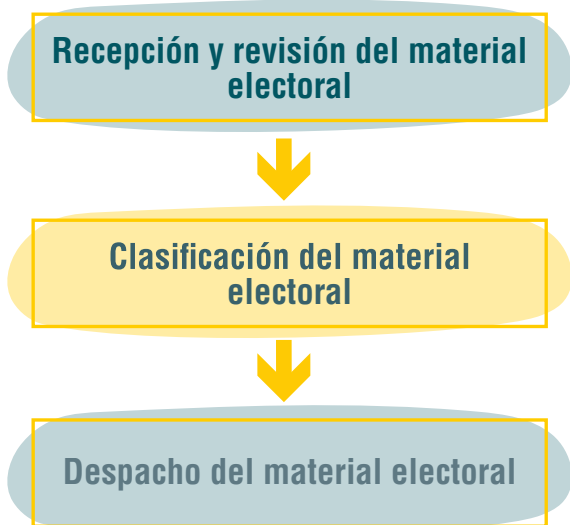 Recepción y revisión del material
electoral
Clasificación del material
electoral
Despacho del material electoral